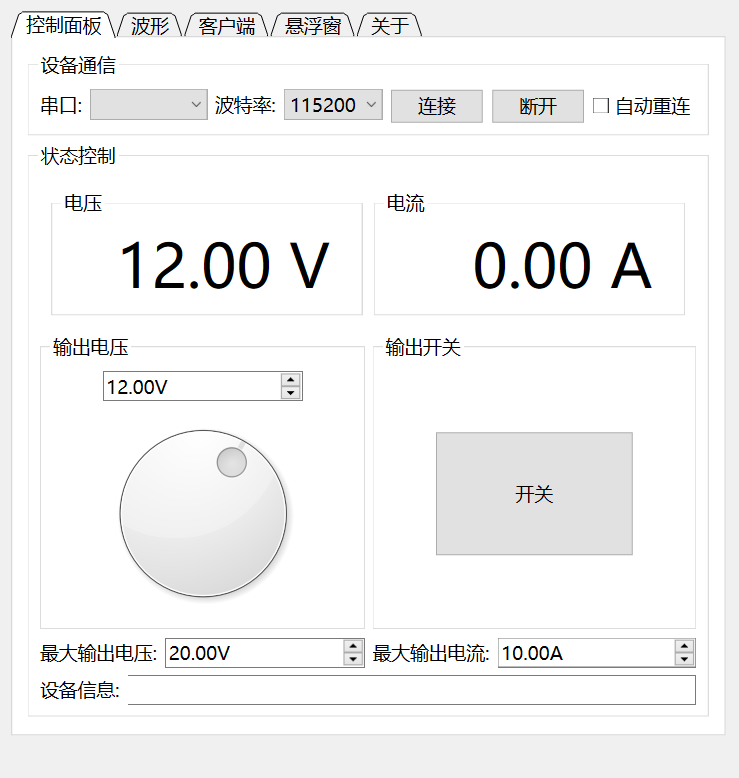 控制面板 波形 客户端 悬浮窗 关于
设备通信
串口: 波特率: 115200 连接 断开 自动重连
状态控制
电压 电流
12.00 V 0.00 A
输出电压 输出开关
12.00V
开关
最大输出电压: 20.00V 最大输出电流: 10.00A
设备信息: